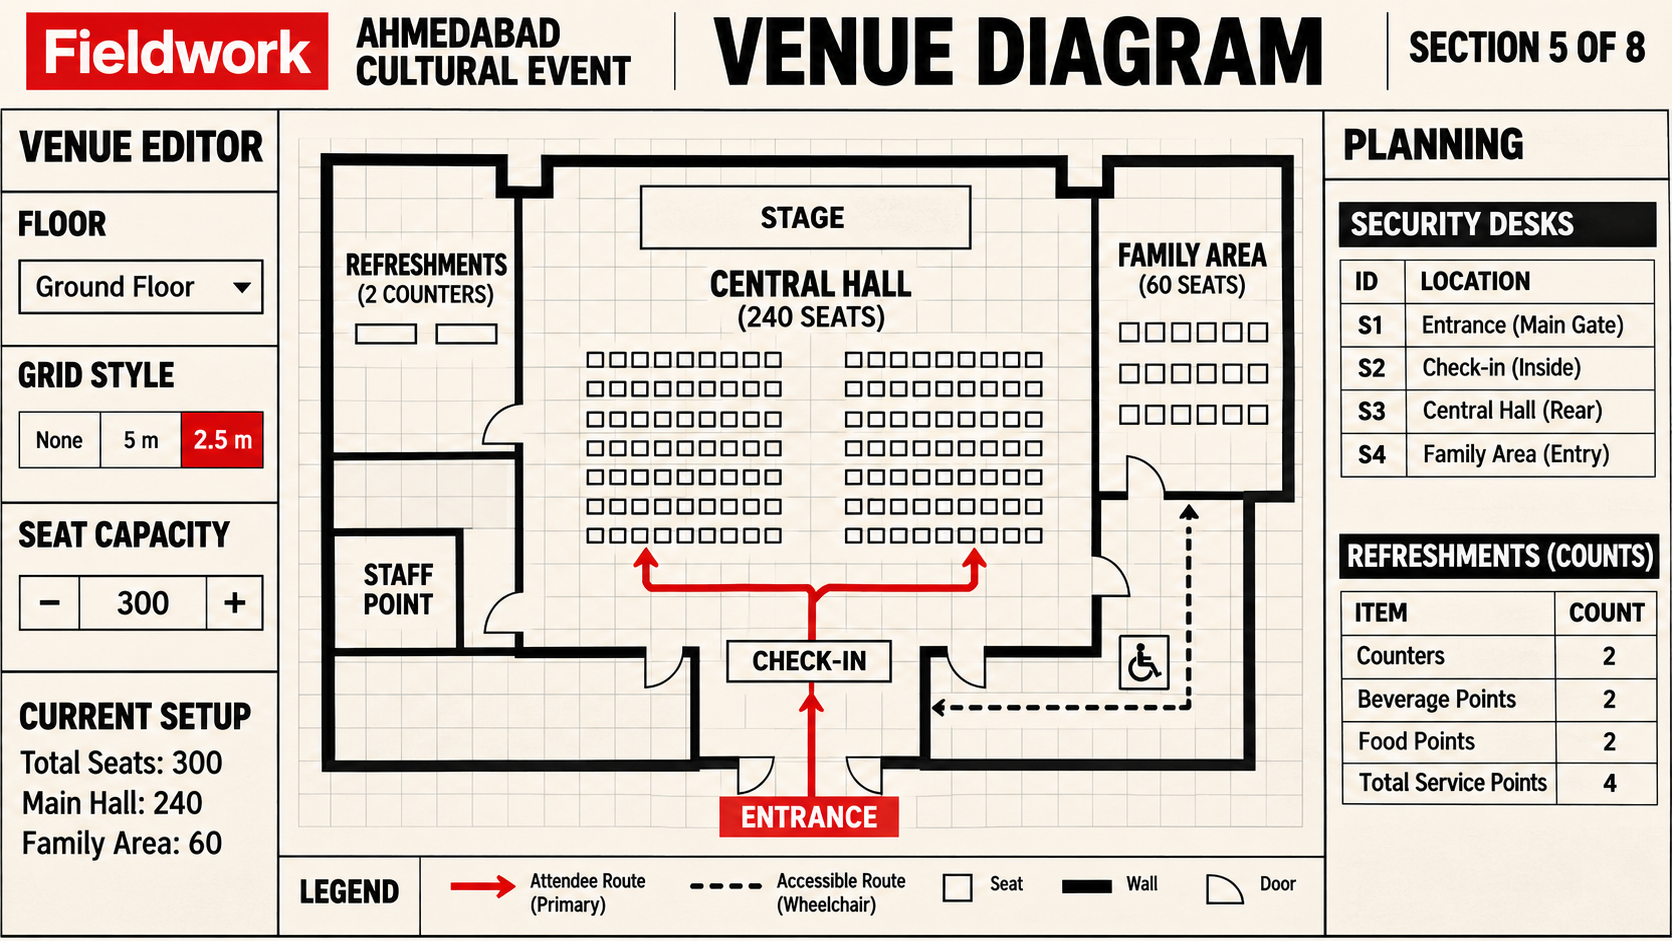 Fieldwork
AHMEDABAD
CULTURAL EVENT
VENUE DIAGRAM
SECTION 5 OF 8
VENUE EDITOR
FLOOR
Ground Floor
GRID STYLE
None
5 m
2.5 m
SEAT CAPACITY
−
300
+
CURRENT SETUP
Total Seats: 300
Main Hall: 240
Family Area: 60
STAGE
REFRESHMENTS
(2 COUNTERS)
CENTRAL HALL
(240 SEATS)
FAMILY AREA
(60 SEATS)
STAFF
POINT
CHECK-IN
ENTRANCE
LEGEND
Attendee Route
(Primary)
Accessible Route
(Wheelchair)
Seat
Wall
Door
PLANNING
SECURITY DESKS
ID LOCATION
S1 Entrance (Main Gate)
S2 Check-in (Inside)
S3 Central Hall (Rear)
S4 Family Area (Entry)
REFRESHMENTS (COUNTS)
ITEM COUNT
Counters 2
Beverage Points 2
Food Points 2
Total Service Points 4